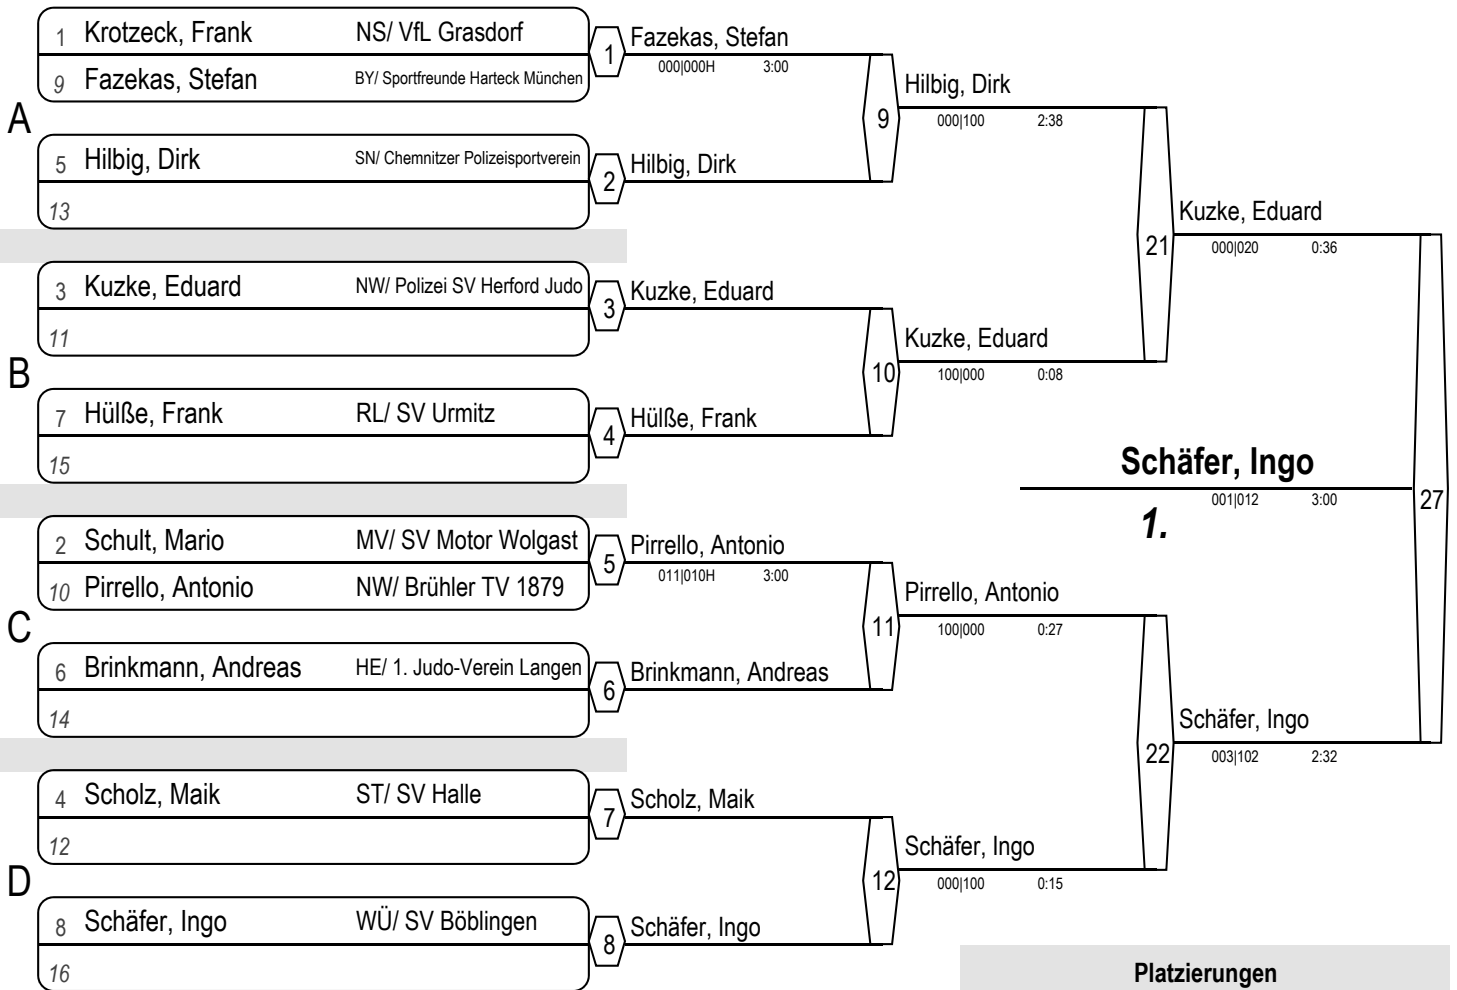 1 Krotzeck, Frank NS/ VfL Grasdorf
9 Fazekas, Stefan BY/ Sportfreunde Harteck München
1 Fazekas, Stefan
000|000H 3:00
A
5 Hilbig, Dirk SN/ Chemnitzer Polizeisportverein
13
2 Hilbig, Dirk
9 Hilbig, Dirk
000|100 2:38
3 Kuzke, Eduard NW/ Polizei SV Herford Judo
11
3 Kuzke, Eduard
B
7 Hülße, Frank RL/ SV Urmitz
15
4 Hülße, Frank
10 Kuzke, Eduard
100|000 0:08
21 Kuzke, Eduard
000|020 0:36
2 Schult, Mario MV/ SV Motor Wolgast
10 Pirrello, Antonio NW/ Brühler TV 1879
5 Pirrello, Antonio
011|010H 3:00
C
6 Brinkmann, Andreas HE/ 1. Judo-Verein Langen
14
6 Brinkmann, Andreas
11 Pirrello, Antonio
100|000 0:27
4 Scholz, Maik ST/ SV Halle
12
7 Scholz, Maik
D
8 Schäfer, Ingo WÜ/ SV Böblingen
16
8 Schäfer, Ingo
12 Schäfer, Ingo
000|100 0:15
22 Schäfer, Ingo
003|102 2:32
Schäfer, Ingo
27
001|012 3:00
1.
Platzierungen